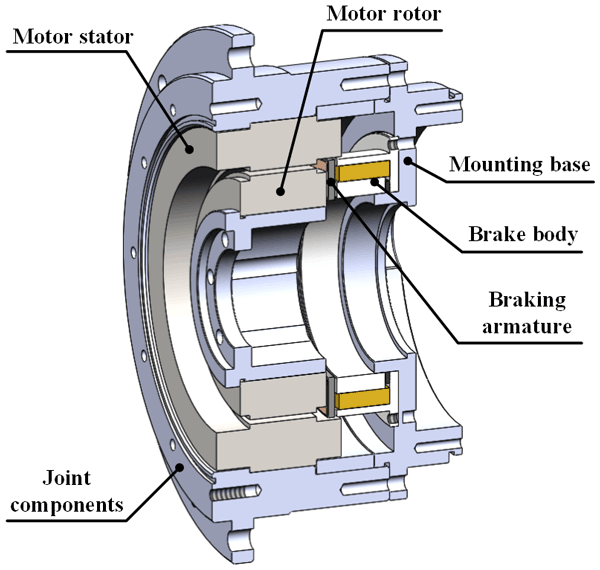 Motor rotor
Motor stator
Mounting base
Brake body
Braking
armature
Joint
components